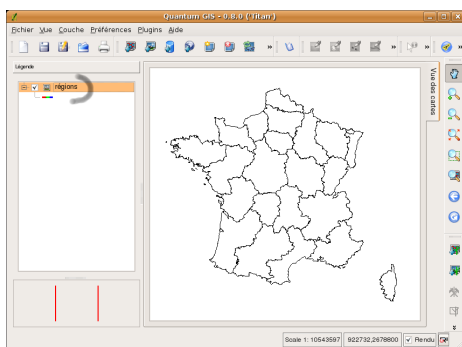 Quantum GIS - 0.8.0 ('Titan')
Fichier Vue Couche Préférences Plugins Aide
Légende
régions
Vue des cartes
Scale 1: 10543597
922732,2678800
Rendu